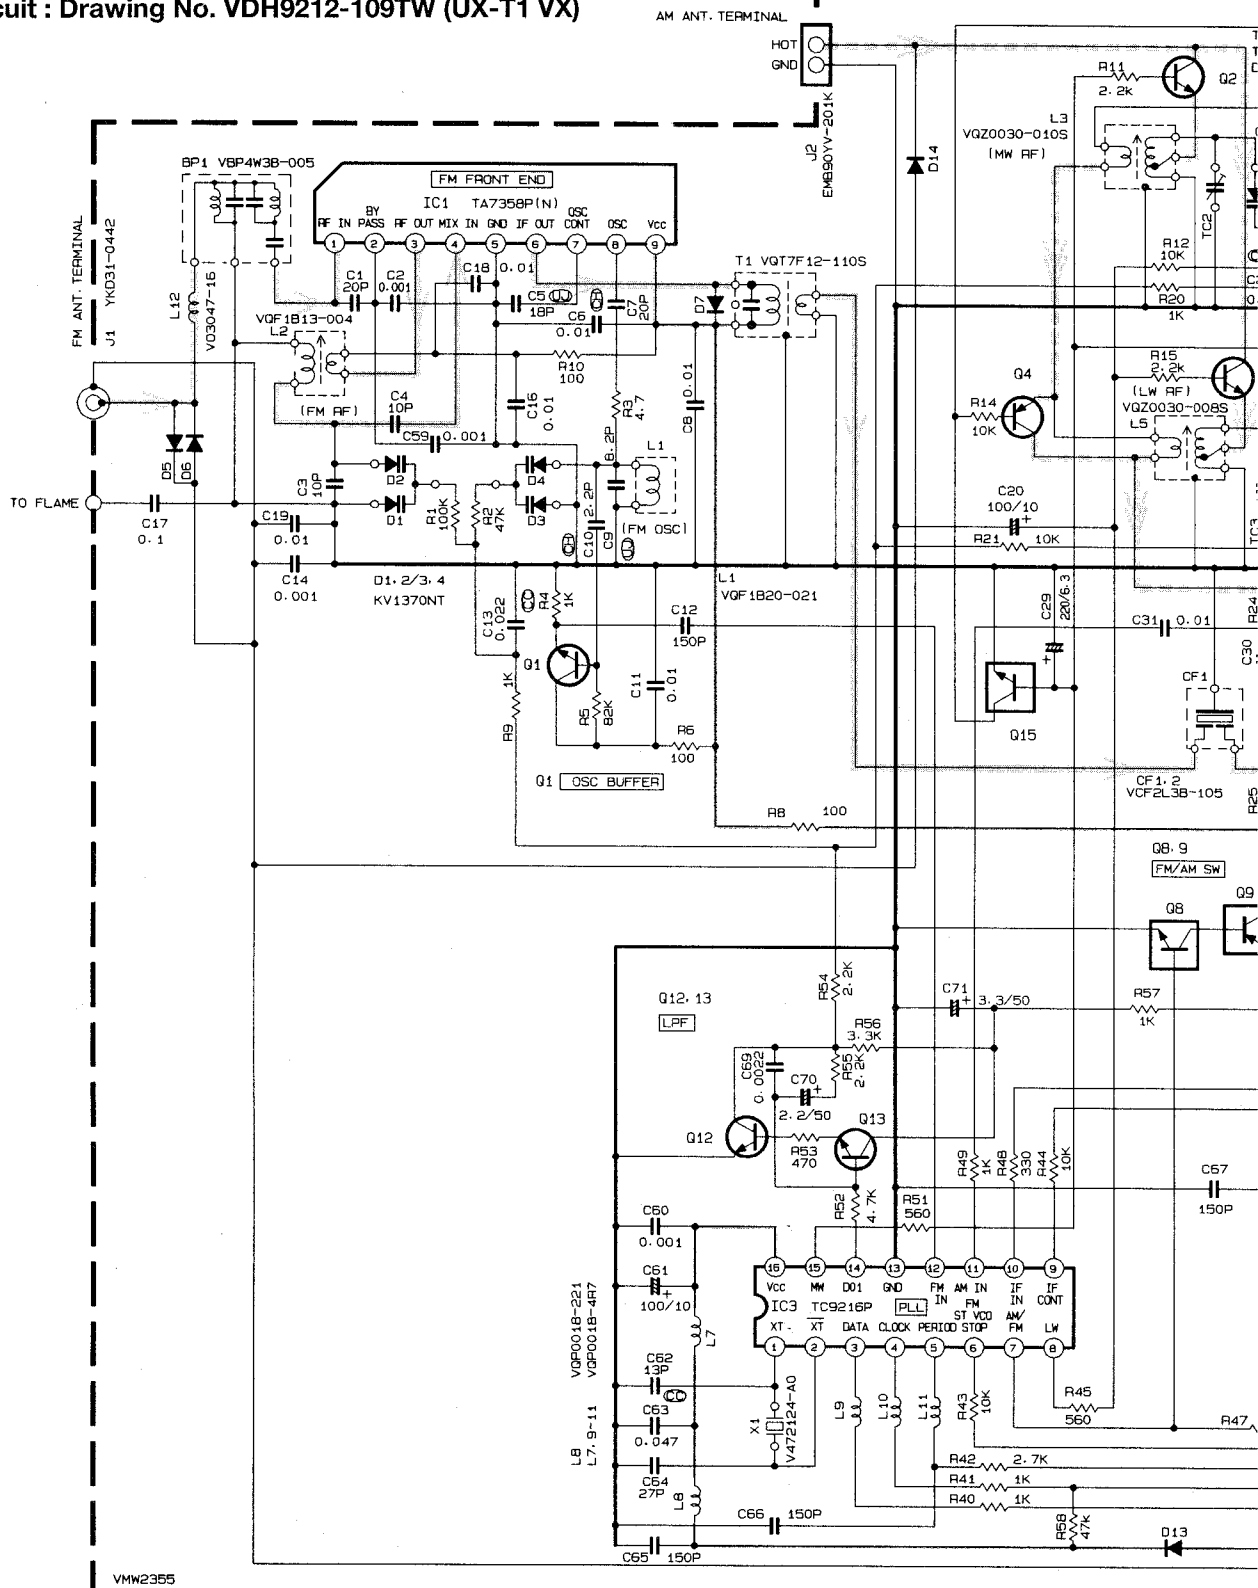 cuit : Drawing No. VDH9212-109TW (UX-T1 VX)
AM ANT. TERMINAL
HOT
GND
J2
EMB90YV-201K
R11
2.2K
Q2
L3
VQZ0030-010S
(MW RF)
D14
TC2
BP1 VBP4W3B-005
FM FRONT END
IC1 TA7358P(N)
RF IN
BY PASS
RF OUT
MIX IN
GND
IF OUT
OSC CONT
OSC
Vcc
1 2 3 4 5 6 7 8 9
FM ANT. TERMINAL
J1 YKD31-0442
L12
VQ3047-16
C1
20P
C2
0.001
C18 0.01
C5
18P
C6
0.01
C7
20P
D7
T1 VQT7F12-110S
R12
10K
R20
1K
VQF1B13-004
L2
(FM RF)
R10
100
C4
10P
C16
0.01
R3
4.7
C8
0.01
R15
2.2K
(LW RF)
VQZ0030-008S
L5
Q4
R14
10K
C59 0.001
8.2P
L1
(FM OSC)
D5
D6
C3
10P
D2
D1
D4
D3
R1
100K
R2
47K
2.2P
C10
C9
TO FLAME
C17
0.1
C19
0.01
C14
0.001
C20
100/10
R21 10K
TC3
D1.2/3.4
KV1370NT
C13
0.022
R4
1K
C12
150P
L1
VQF1B20-021
C29
220/6.3
C31 0.01
R24
C30
Q1
R9
1K
R5
82K
C11
0.01
R6
100
Q15
CF1
CF1.2
VCF2L3B-105
R25
Q1 OSC BUFFER
R8 100
Q8.9
FM/AM SW
Q8
Q9
Q12.13
LPF
R54
2.2K
C71
3.3/50
R57
1K
R56
3.3K
C69
0.0022
C70
2.2/50
R55
2.2K
Q12
R53
470
Q13
R49
1K
R48
330
R44
10K
C67
150P
R52
4.7K
R51
560
C60
0.001
C61
100/10
16 15 14 13 12 11 10 9
Vcc
MW
DO1
GND
FM IN
AM IN
IF IN
IF CONT
IC3 TC9216P
PLL
XT
XT
DATA
CLOCK
PERIOD
FM ST VCO STOP
AM/FM
LW
1 2 3 4 5 6 7 8
L8 VQP0018-221
L7.9-11 VQP0018-4R7
L7
C62
13P
C63
0.047
C64
27P
L8
X1
V472124-A0
L9
L10
L11
R43
10K
R45
560
R47
R42 2.7K
R41 1K
R40 1K
C66 150P
C65 150P
R58
47K
D13
VMW2355